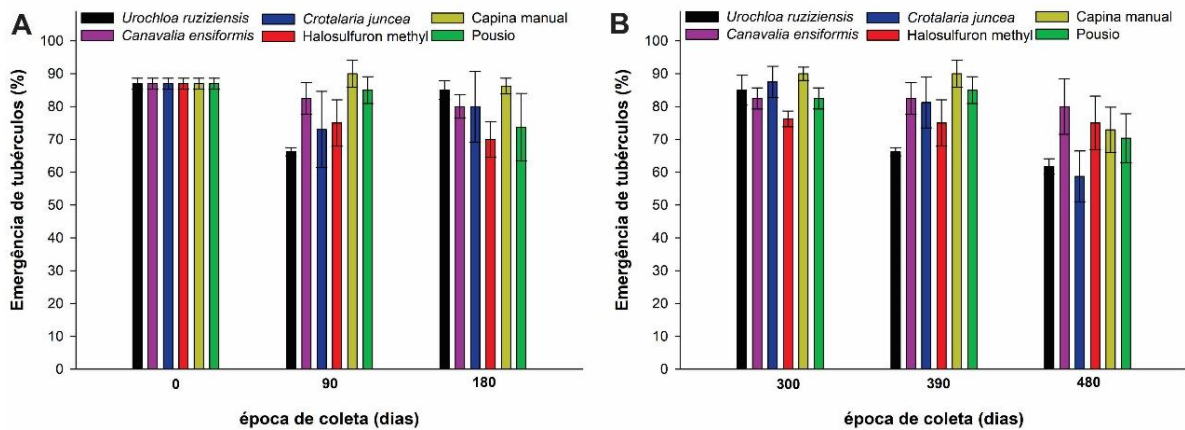 A
Urochloa ruziziensis Crotalaria juncea Capina manual
Canavalia ensiformis Halosulfuron methyl Pousio
Emergência de tubérculos (%)
100
90
80
70
60
50
40
30
20
10
0
0 90 180
época de coleta (dias)
B
Urochloa ruziziensis Crotalaria juncea Capina manual
Canavalia ensiformis Halosulfuron methyl Pousio
Emergência de tubérculos (%)
100
90
80
70
60
50
40
30
20
10
0
300 390 480
época de coleta (dias)